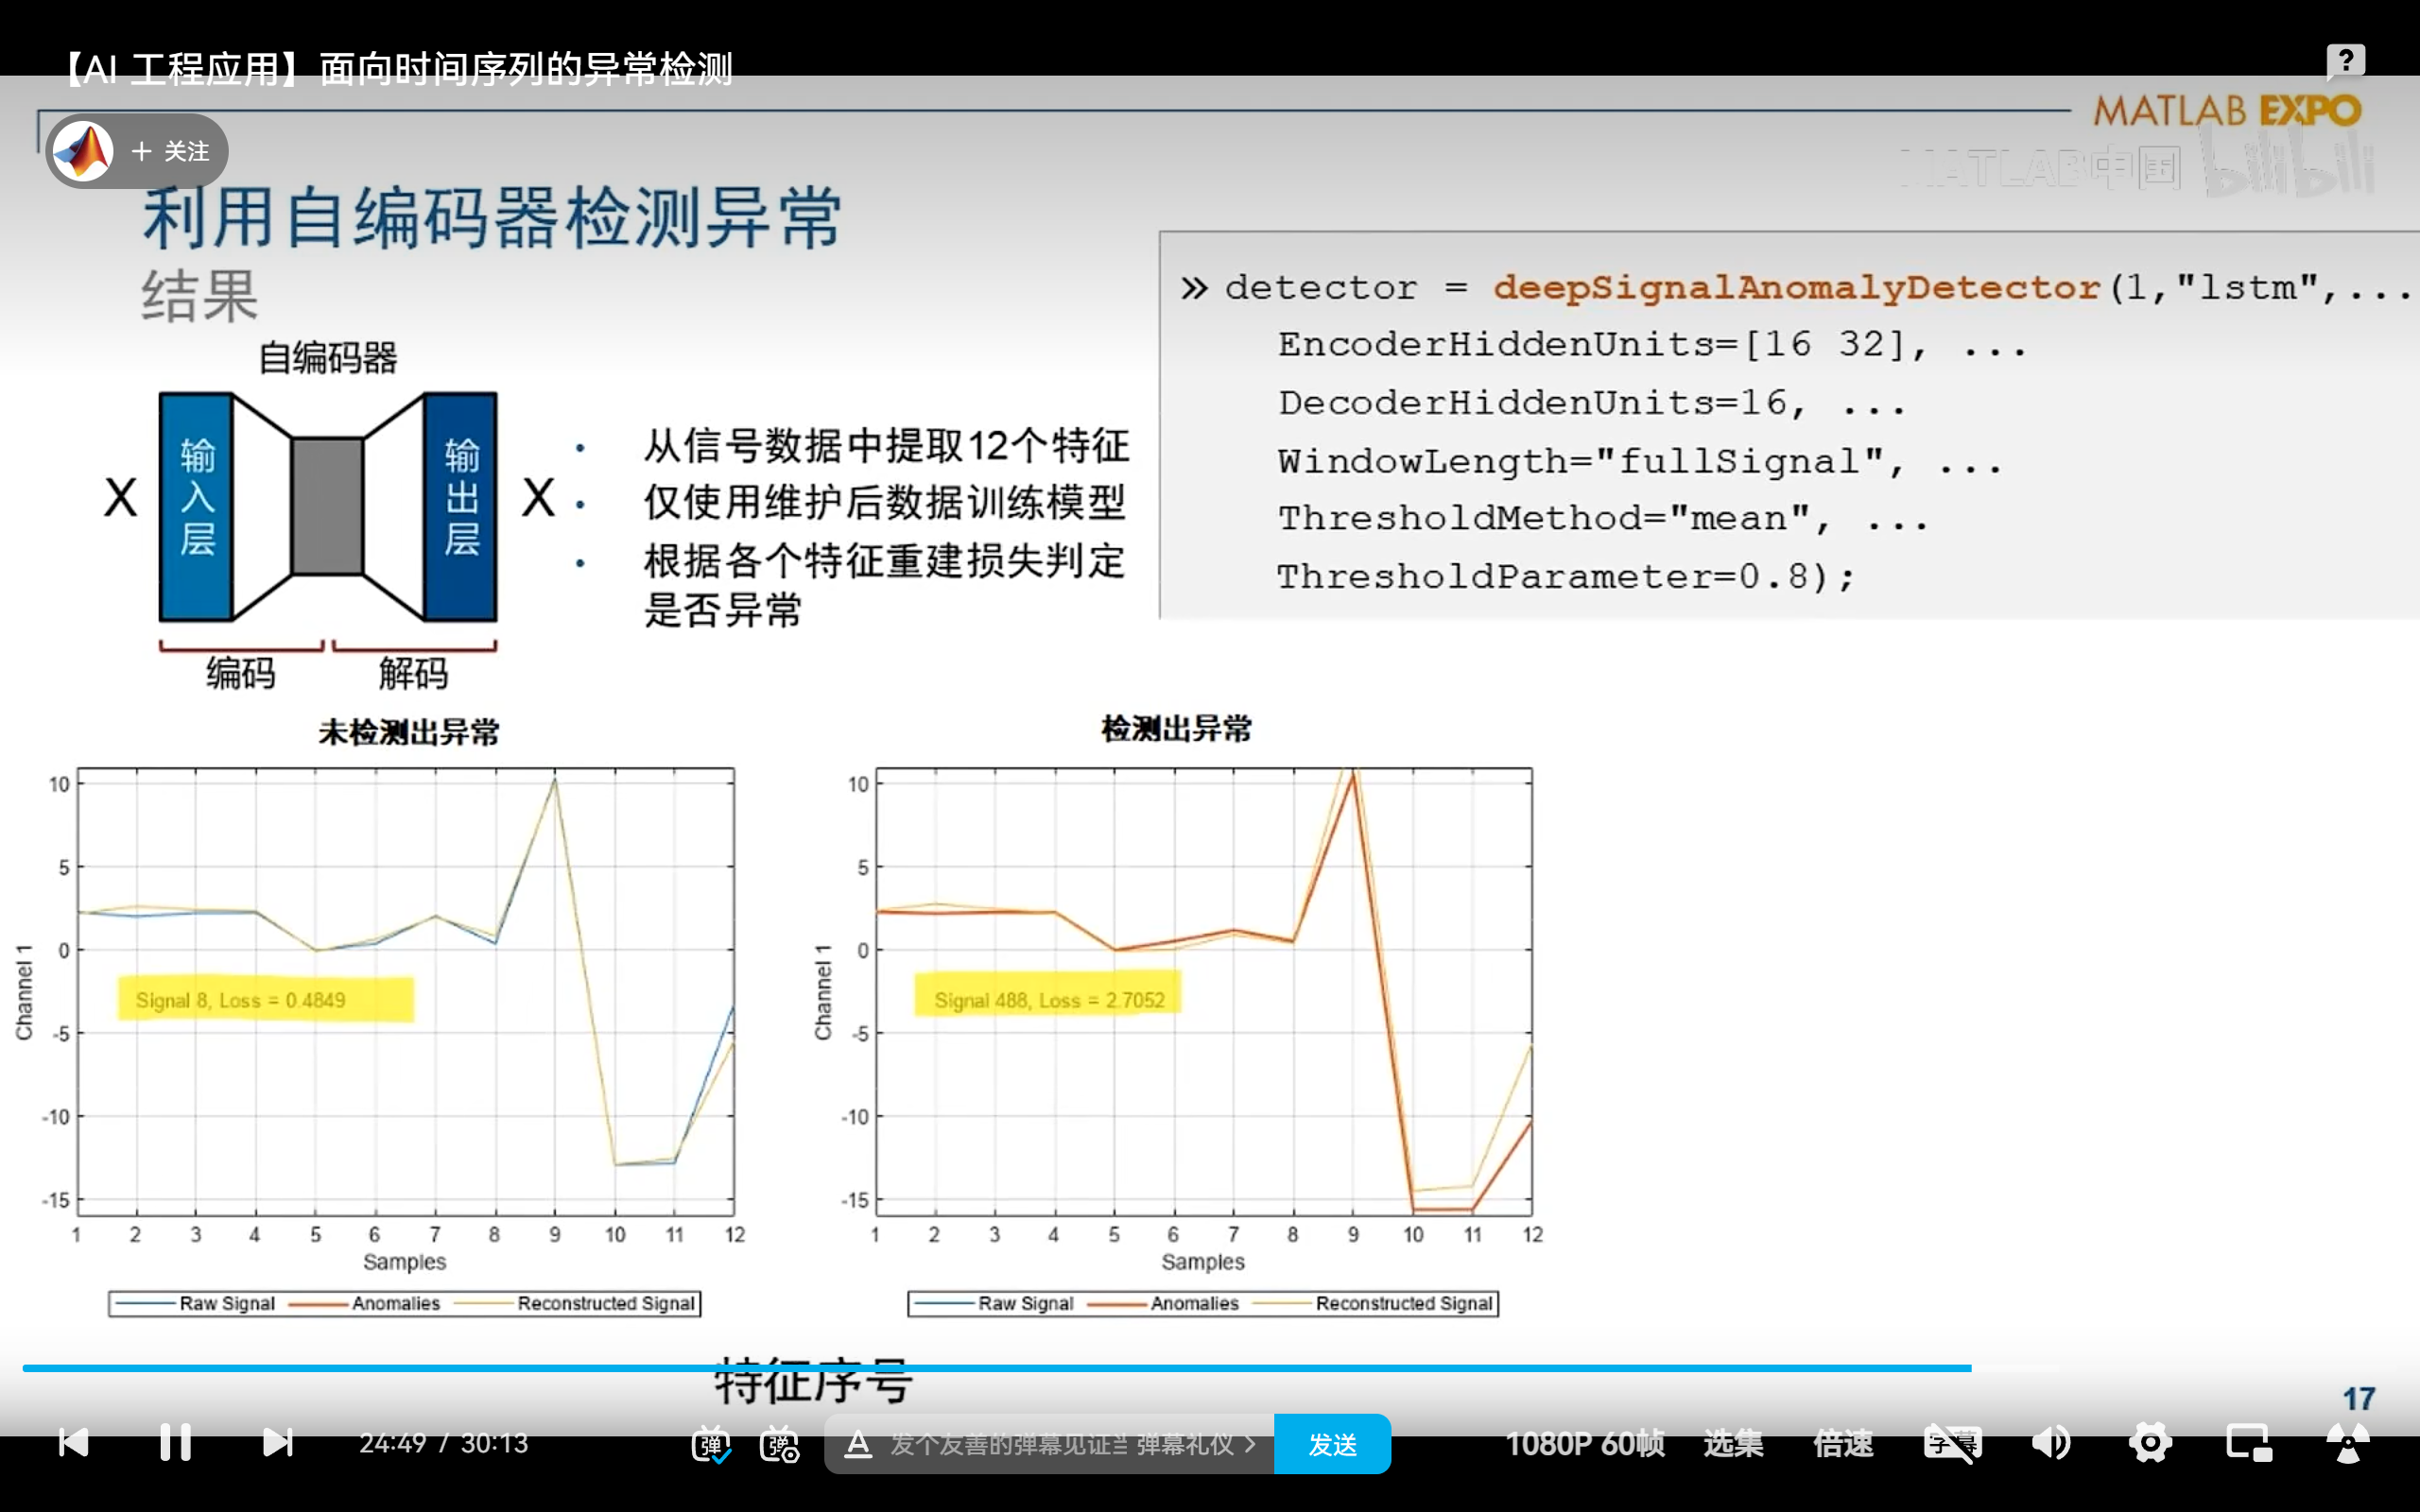 【AI 工程应用】面向时间序列的异常检测
?
MATLAB EXPO
MATLAB中国 bilibili
+ 关注
利用自编码器检测异常
结果
自编码器
X
输入层
输出层
X
编码
解码
• 从信号数据中提取12个特征
• 仅使用维护后数据训练模型
• 根据各个特征重建损失判定
是否异常
» detector = deepSignalAnomalyDetector(1,"lstm",...
EncoderHiddenUnits=[16 32], ...
DecoderHiddenUnits=16, ...
WindowLength="fullSignal", ...
ThresholdMethod="mean", ...
ThresholdParameter=0.8);
未检测出异常
10
5
0
-5
-10
-15
Channel 1
Signal 8, Loss = 0.4849
1 2 3 4 5 6 7 8 9 10 11 12
Samples
Raw Signal Anomalies Reconstructed Signal
检测出异常
10
5
0
-5
-10
-15
Channel 1
Signal 488, Loss = 2.7052
1 2 3 4 5 6 7 8 9 10 11 12
Samples
Raw Signal Anomalies Reconstructed Signal
特征序号
17
24:49 / 30:13
弹
弹
A 发个友善的弹幕见证 弹幕礼仪 >
发送
1080P 60帧
选集
倍速
字幕